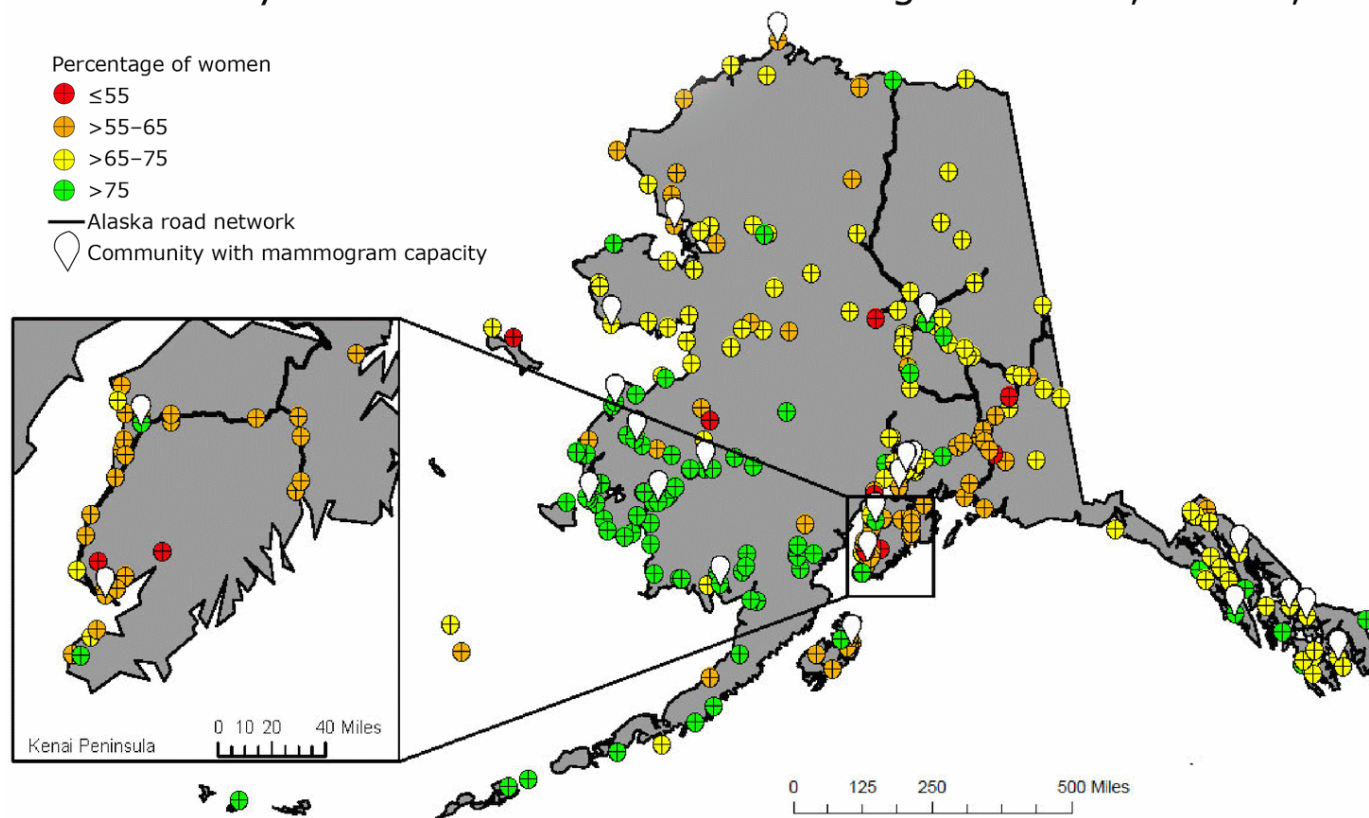 Percentage of women
≤55
>55–65
>65–75
>75
Alaska road network
Community with mammogram capacity
0 10 20 40 Miles
Kenai Peninsula
0 125 250 500 Miles